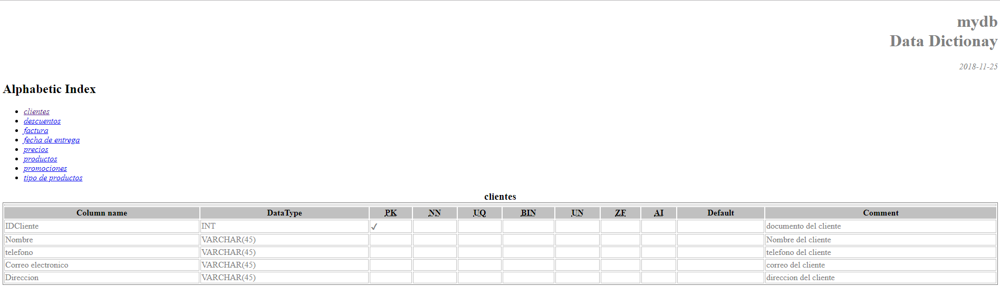 mydb
Data Dictionay
2018-11-25
Alphabetic Index
clientes
descuentos
factura
fecha de entrega
precios
productos
promociones
tipo de productos
clientes
Column name DataType PK NN UQ BIN UN ZF AI Default Comment
IDCliente INT ✓ documento del cliente
Nombre VARCHAR(45) Nombre del cliente
telefono VARCHAR(45) telefono del cliente
Correo electronico VARCHAR(45) correo del cliente
Direccion VARCHAR(45) direccion del cliente